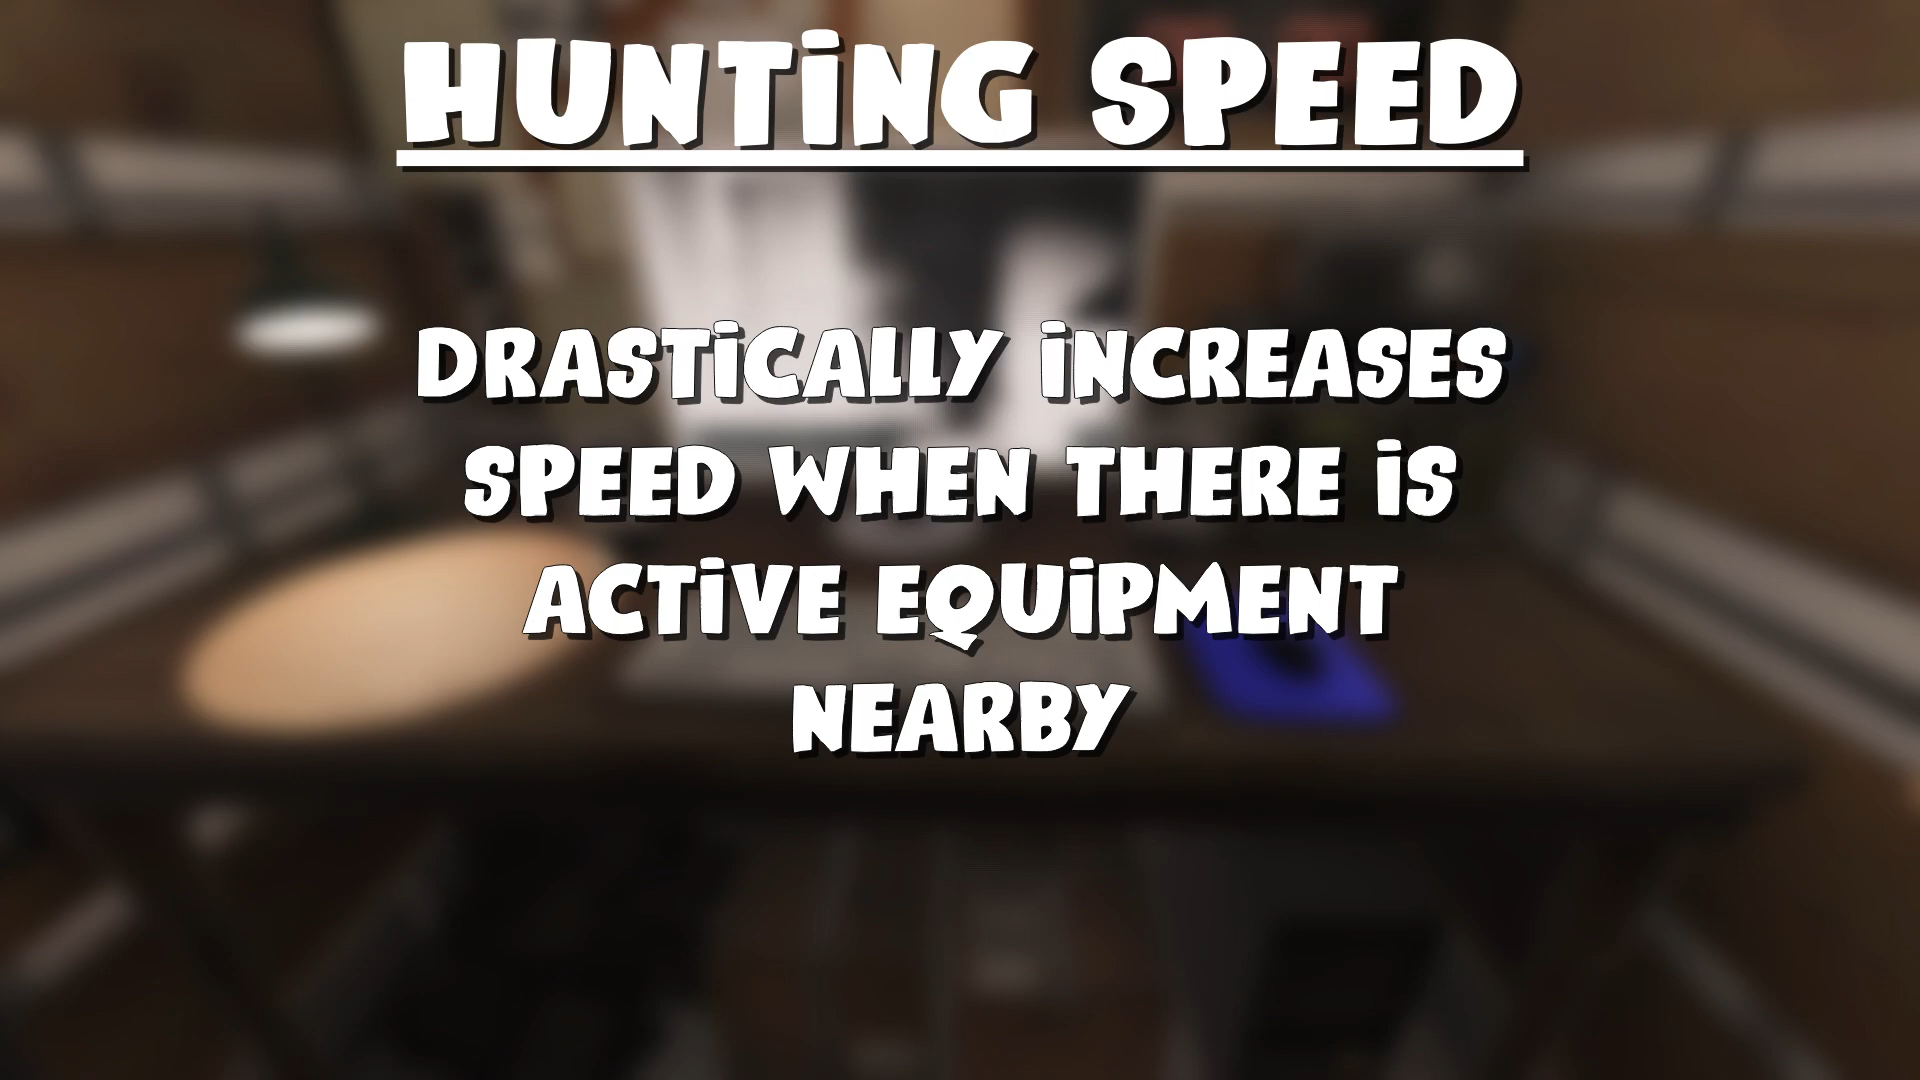 HUNTING SPEED
DRASTICALLY INCREASES
SPEED WHEN THERE IS
ACTIVE EQUIPMENT
NEARBY